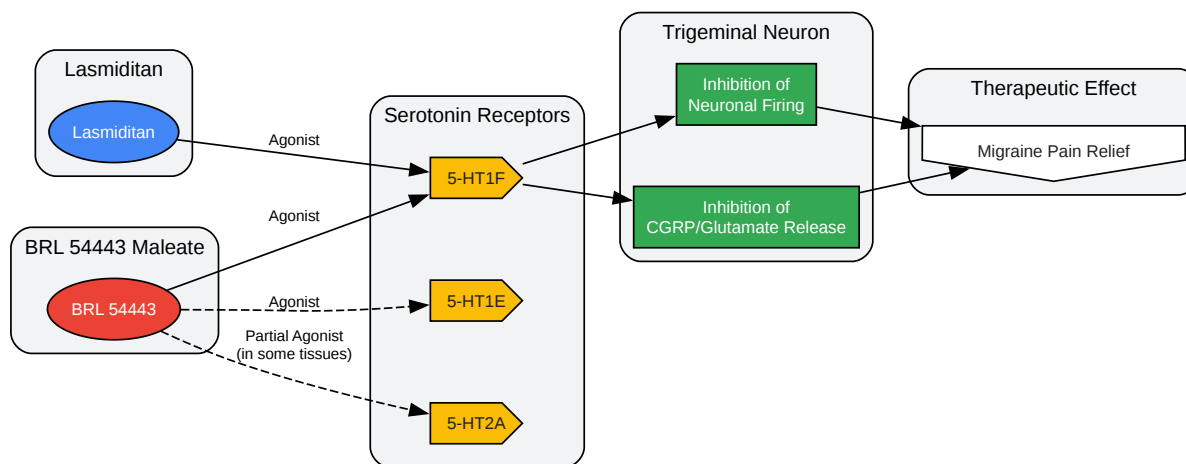 Lasmiditan
Lasmiditan
BRL 54443 Maleate
BRL 54443
Agonist
Agonist
Agonist
Partial Agonist
(in some tissues)
Serotonin Receptors
5-HT1F
5-HT1E
5-HT2A
Trigeminal Neuron
Inhibition of
Neuronal Firing
Inhibition of
CGRP/Glutamate Release
Therapeutic Effect
Migraine Pain Relief